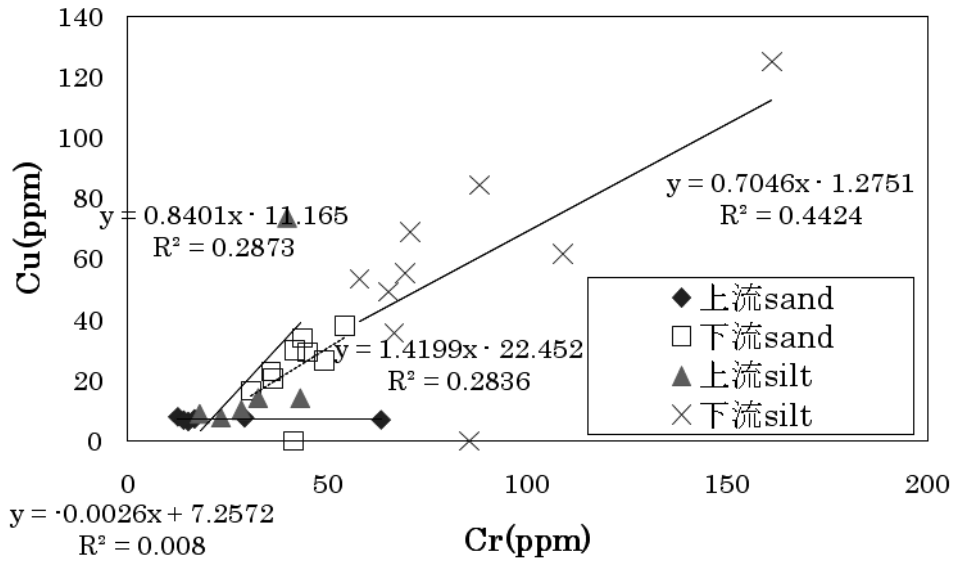 140
120
100
80
60
40
20
0
Cu(ppm)
y = 0.8401x - 11.165
R² = 0.2873
y = 0.7046x - 1.2751
R² = 0.4424
y = 1.4199x - 22.452
R² = 0.2836
上流sand
下流sand
上流silt
下流silt
0 50 100 150 200
y = -0.0026x + 7.2572
R² = 0.008
Cr(ppm)